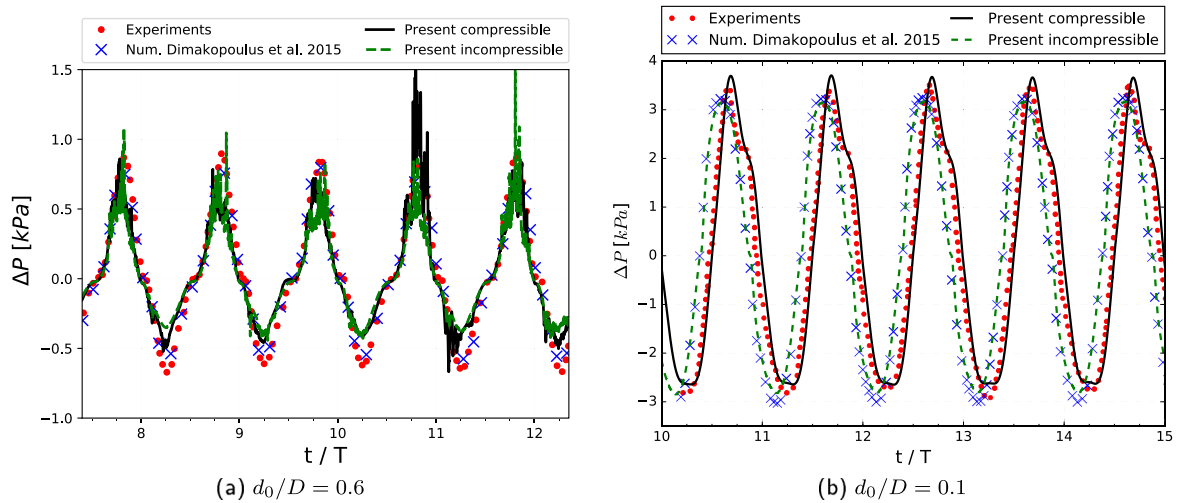 Experiments
Num. Dimakopoulus et al. 2015
Present compressible
Present incompressible
1.5
1.0
0.5
0.0
−0.5
−1.0
ΔP [kPa]
8
9
10
11
12
t / T
(a) d₀/D = 0.6
Experiments
Num. Dimakopoulus et al. 2015
Present compressible
Present incompressible
4
3
2
1
0
−1
−2
−3
ΔP [kPa]
10
11
12
13
14
15
t / T
(b) d₀/D = 0.1